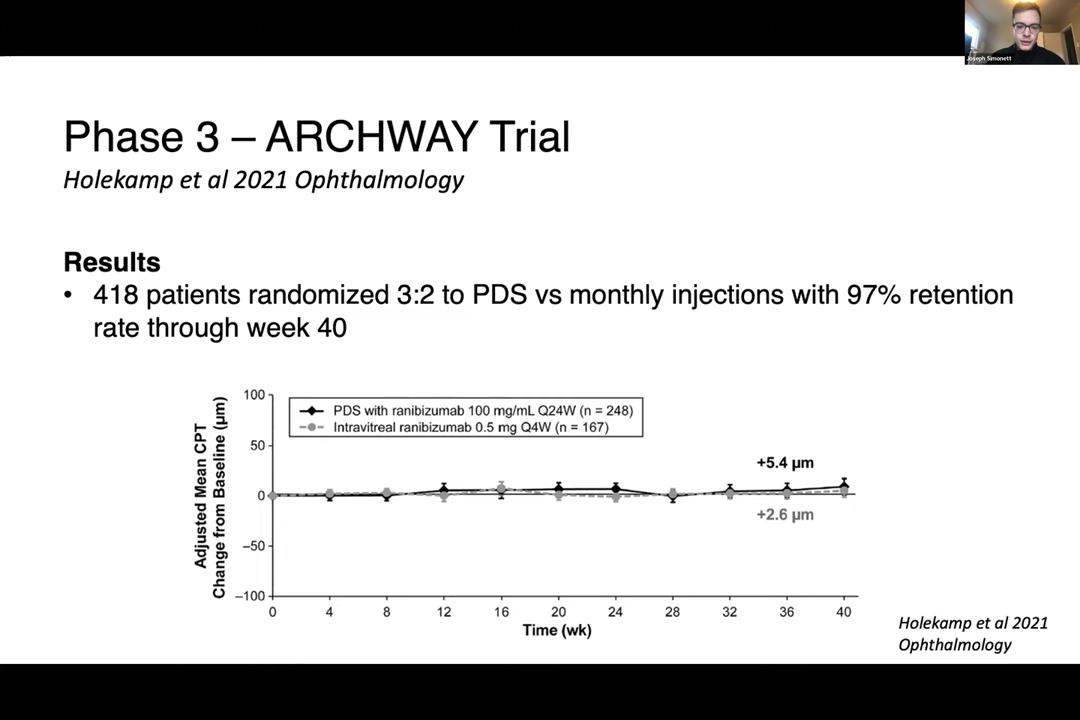 Joseph Simonett
Phase 3 – ARCHWAY Trial
Holekamp et al 2021 Ophthalmology
Results
• 418 patients randomized 3:2 to PDS vs monthly injections with 97% retention
rate through week 40
Adjusted Mean CPT
Change from Baseline (µm)
100
50
0
−50
−100
PDS with ranibizumab 100 mg/mL Q24W (n = 248)
Intravitreal ranibizumab 0.5 mg Q4W (n = 167)
+5.4 µm
+2.6 µm
0 4 8 12 16 20 24 28 32 36 40
Time (wk)
Holekamp et al 2021
Ophthalmology